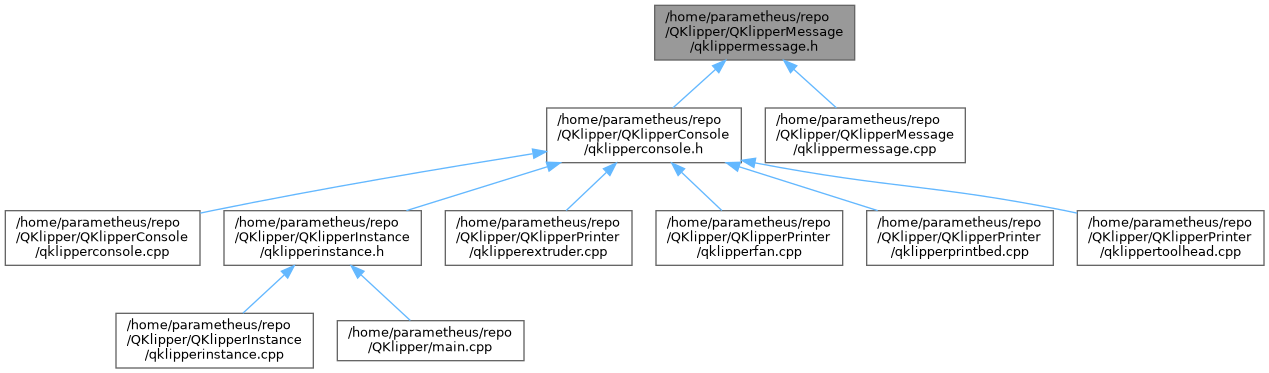 /home/parametheus/repo
/QKlipper/QKlipperMessage
/qklippermessage.h
/home/parametheus/repo
/QKlipper/QKlipperConsole
/qklipperconsole.h
/home/parametheus/repo
/QKlipper/QKlipperMessage
/qklippermessage.cpp
/home/parametheus/repo
/QKlipper/QKlipperConsole
/qklipperconsole.cpp
/home/parametheus/repo
/QKlipper/QKlipperInstance
/qklipperinstance.h
/home/parametheus/repo
/QKlipper/QKlipperPrinter
/qklipperextruder.cpp
/home/parametheus/repo
/QKlipper/QKlipperPrinter
/qklipperfan.cpp
/home/parametheus/repo
/QKlipper/QKlipperPrinter
/qklipperprintbed.cpp
/home/parametheus/repo
/QKlipper/QKlipperPrinter
/qklippertoolhead.cpp
/home/parametheus/repo
/QKlipper/QKlipperInstance
/qklipperinstance.cpp
/home/parametheus/repo
/QKlipper/main.cpp